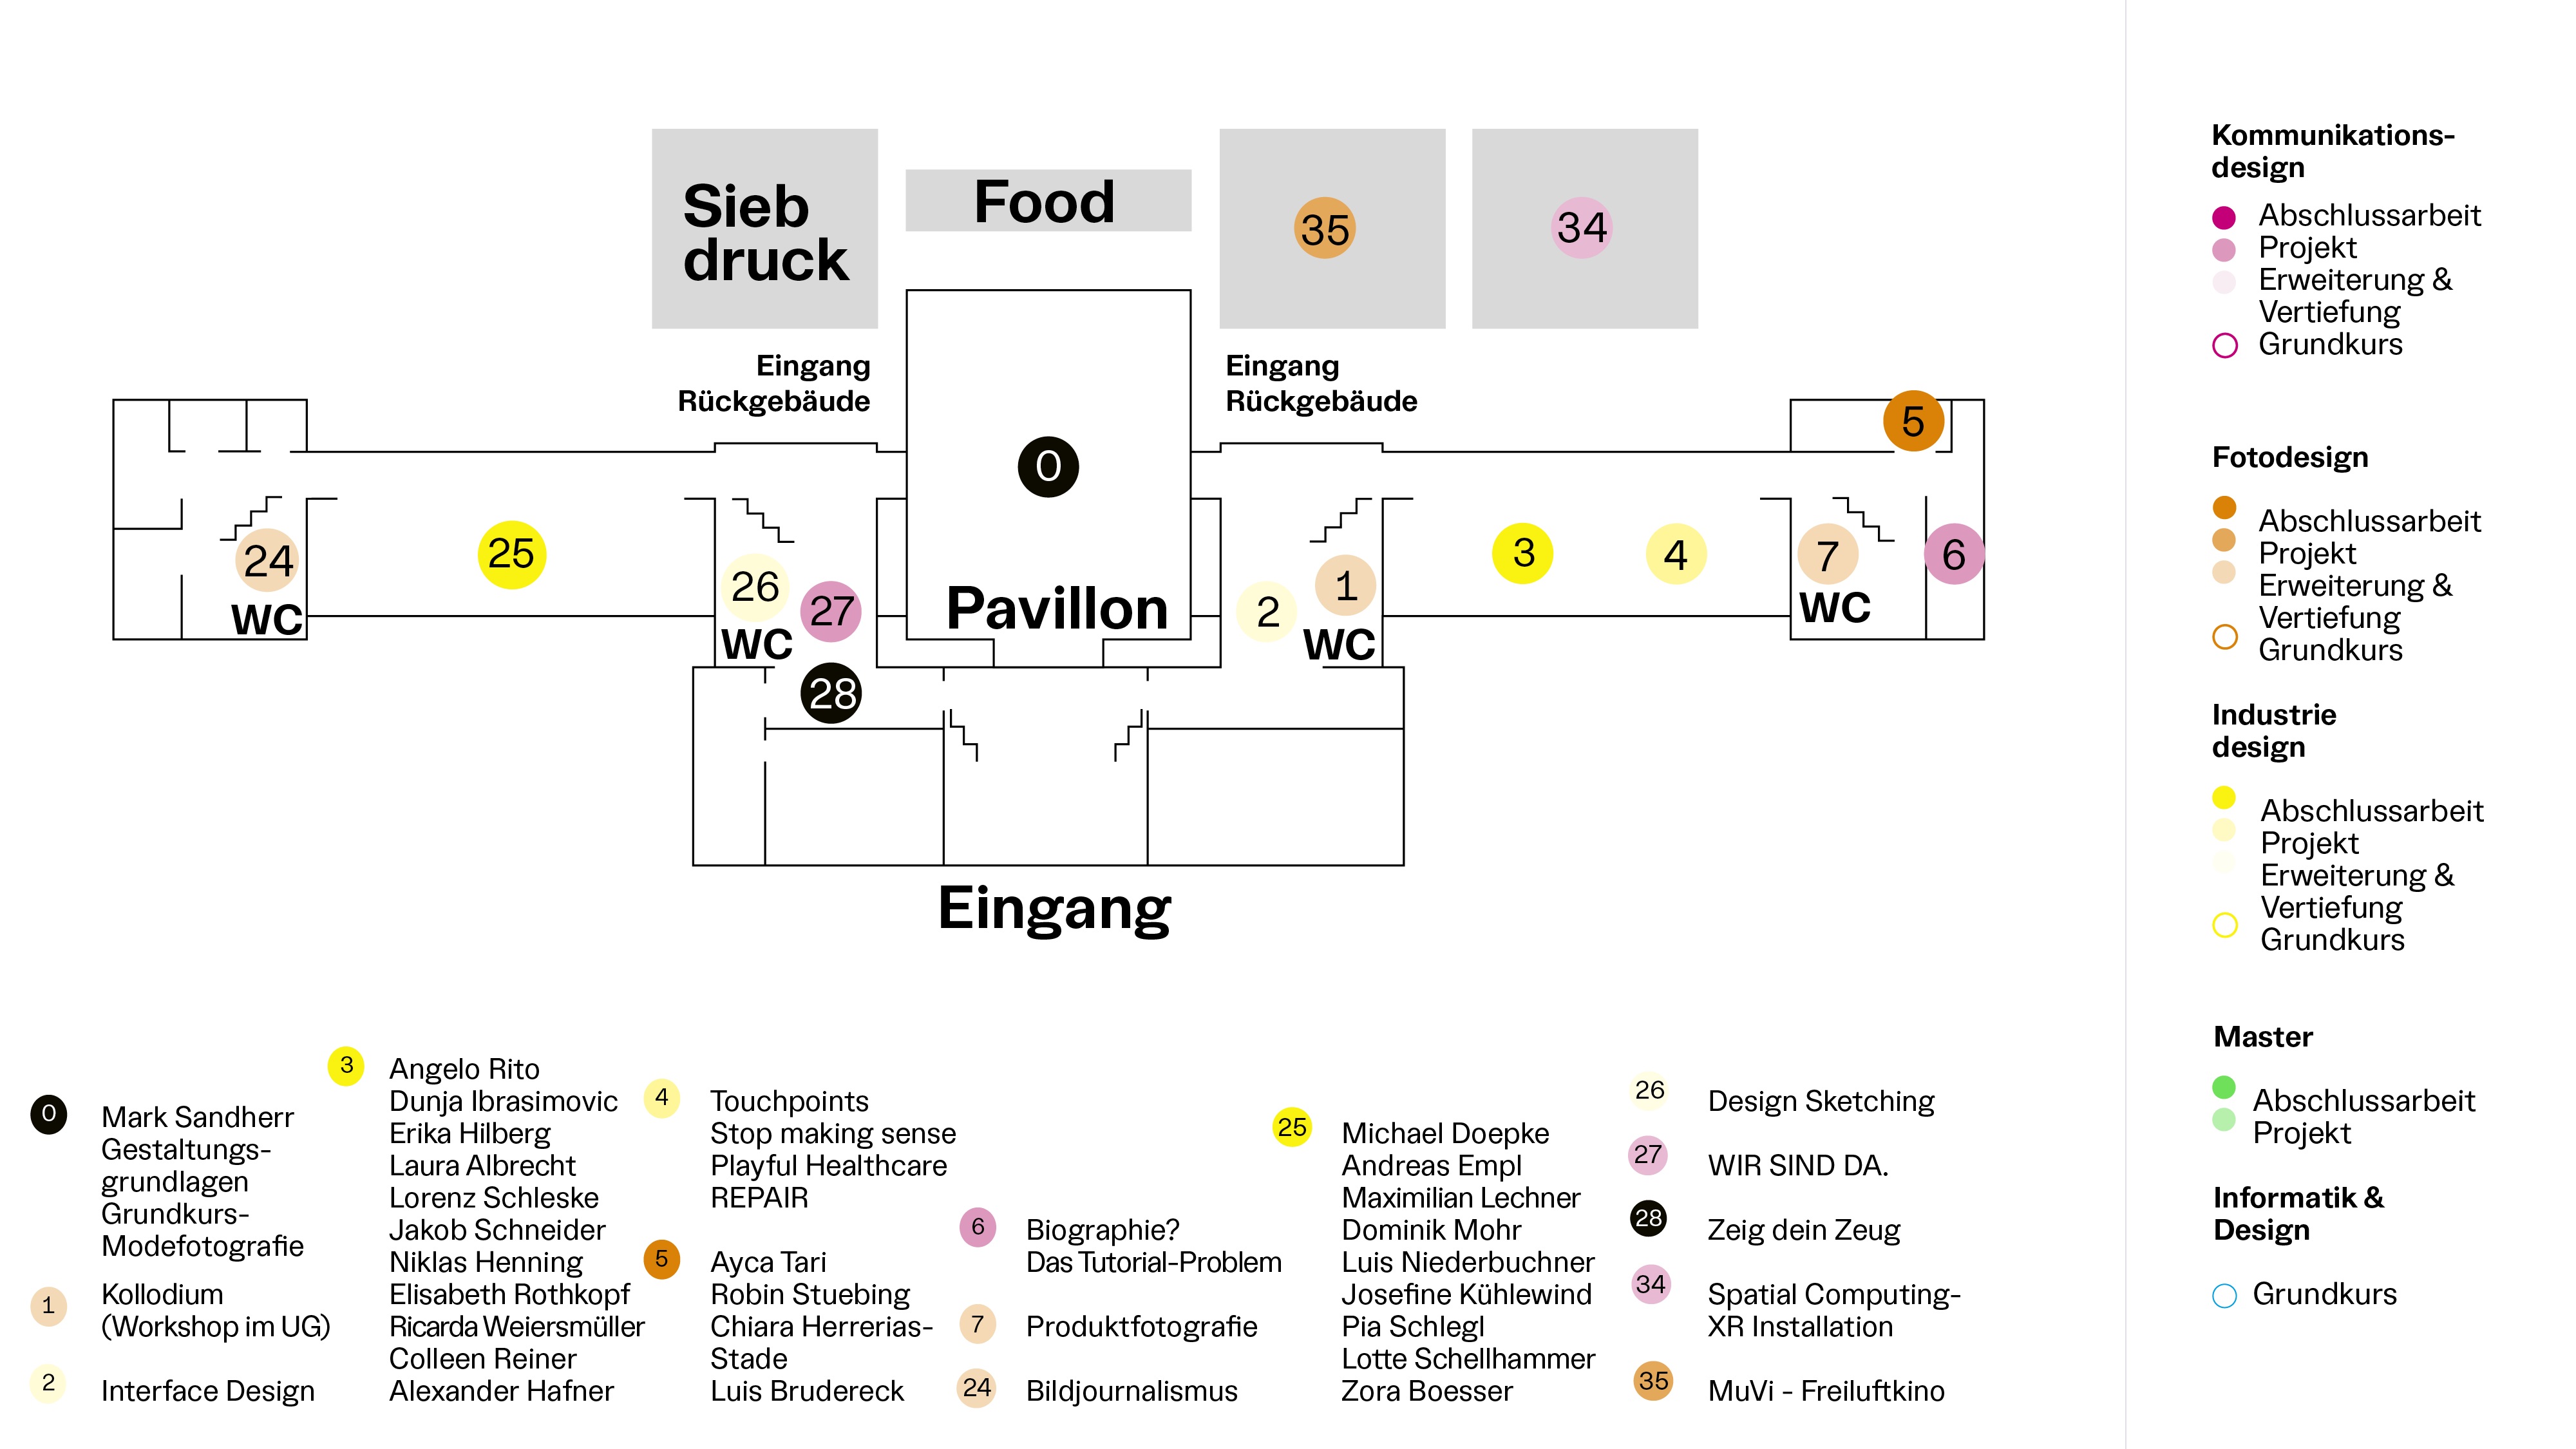 Sieb
druck
Food
35
34
Eingang
Rückgebäude
Eingang
Rückgebäude
0
Pavillon
5
24
WC
25
26
WC
27
28
2
1
WC
3
4
7
WC
6
Eingang
0
Mark Sandherr
Gestaltungs-
grundlagen
Grundkurs-
Modefotografie
1
Kollodium
(Workshop im UG)
2
Interface Design
3
Angelo Rito
Dunja Ibrasimovic
Erika Hilberg
Laura Albrecht
Lorenz Schleske
Jakob Schneider
Niklas Henning
Elisabeth Rothkopf
Ricarda Weiersmüller
Colleen Reiner
Alexander Hafner
4
Touchpoints
Stop making sense
Playful Healthcare
REPAIR
5
Ayca Tari
Robin Stuebing
Chiara Herrerias-
Stade
Luis Brudereck
6
Biographie?
Das Tutorial-Problem
7
Produktfotografie
24
Bildjournalismus
25
Michael Doepke
Andreas Empl
Maximilian Lechner
Dominik Mohr
Luis Niederbuchner
Josefine Kühlewind
Pia Schlegl
Lotte Schellhammer
Zora Boesser
26
Design Sketching
27
WIR SIND DA.
28
Zeig dein Zeug
34
Spatial Computing-
XR Installation
35
MuVi - Freiluftkino
Kommunikations-
design
Abschlussarbeit
Projekt
Erweiterung &
Vertiefung
Grundkurs
Fotodesign
Abschlussarbeit
Projekt
Erweiterung &
Vertiefung
Grundkurs
Industrie
design
Abschlussarbeit
Projekt
Erweiterung &
Vertiefung
Grundkurs
Master
Abschlussarbeit
Projekt
Informatik &
Design
Grundkurs